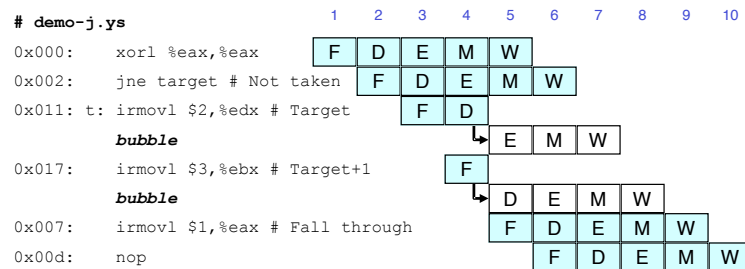 # demo-j.ys 1 2 3 4 5 6 7 8 9 10
0x000: xorl %eax,%eax F D E M W
0x002: jne target # Not taken F D E M W
0x011: t: irmovl $2,%edx # Target F D
bubble E M W
0x017: irmovl $3,%ebx # Target+1 F
bubble D E M W
0x007: irmovl $1,%eax # Fall through F D E M W
0x00d: nop F D E M W